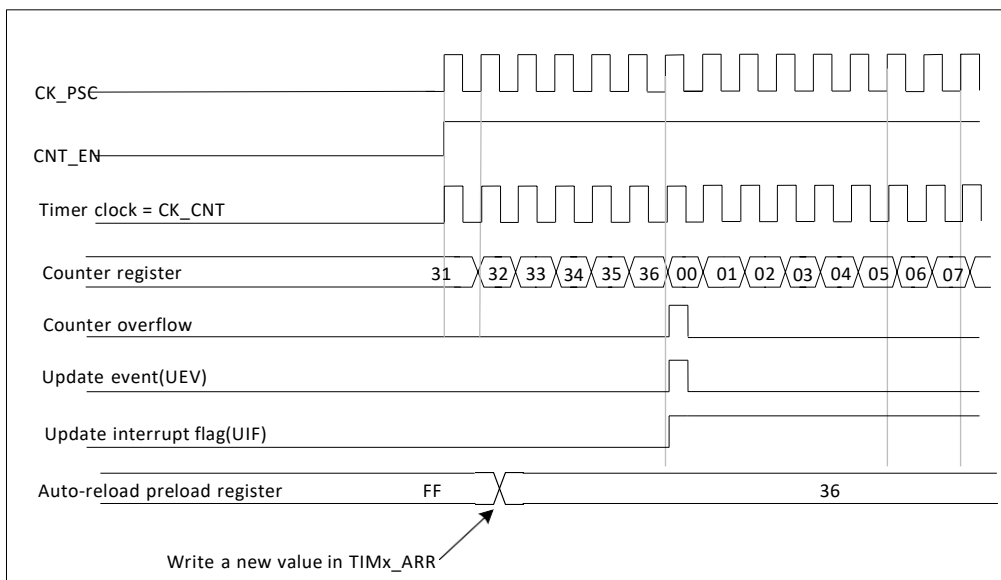 CK_PSC
CNT_EN
Timer clock = CK_CNT
Counter register 31 32 33 34 35 36 00 01 02 03 04 05 06 07
Counter overflow
Update event(UEV)
Update interrupt flag(UIF)
Auto-reload preload register FF 36
Write a new value in TIMx_ARR